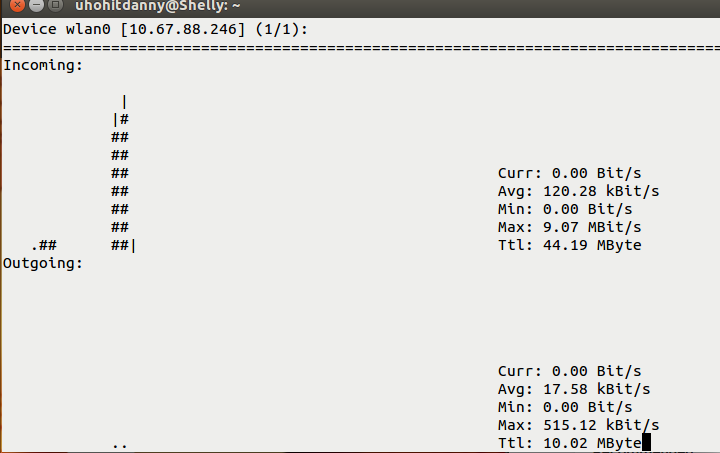 uhohitdanny@Shelly: ~
Device wlan0 [10.67.88.246] (1/1):
================================================================================
Incoming:
|
|#
##
##
## Curr: 0.00 Bit/s
## Avg: 120.28 kBit/s
## Min: 0.00 Bit/s
## Max: 9.07 MBit/s
.## ##| Ttl: 44.19 MByte
Outgoing:
Curr: 0.00 Bit/s
Avg: 17.58 kBit/s
Min: 0.00 Bit/s
Max: 515.12 kBit/s
.. Ttl: 10.02 MByte